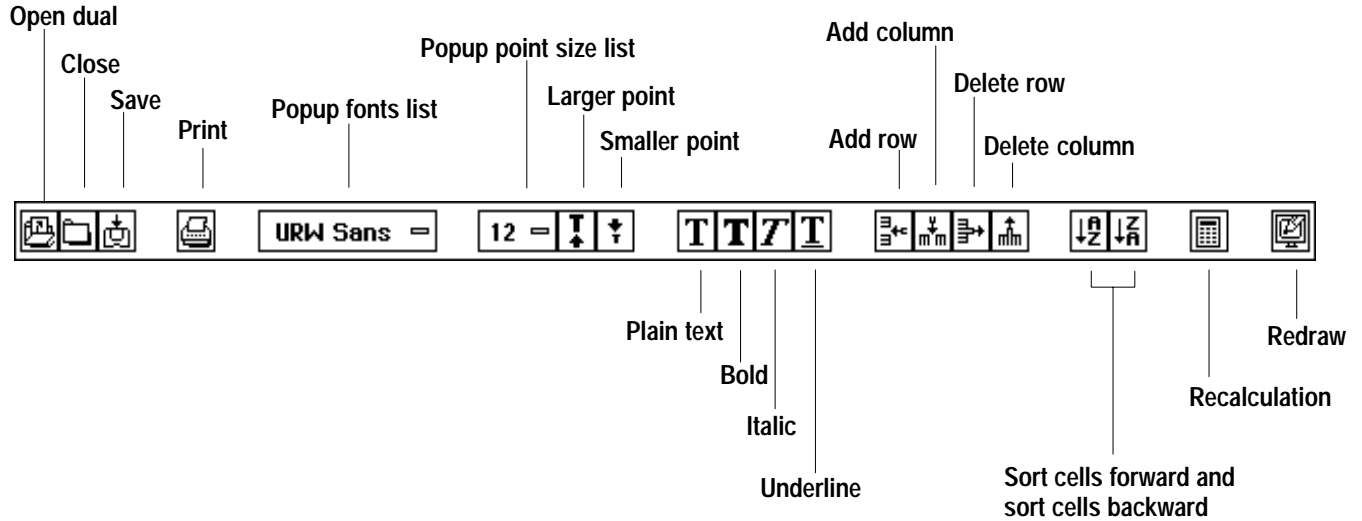 Open dual
Close
Save
Print
Popup fonts list
Popup point size list
Larger point
Smaller point
Add column
Add row
Delete row
Delete column
URW Sans
12
T T T T
A
Z
Z
A
Plain text
Bold
Italic
Underline
Sort cells forward and
sort cells backward
Recalculation
Redraw